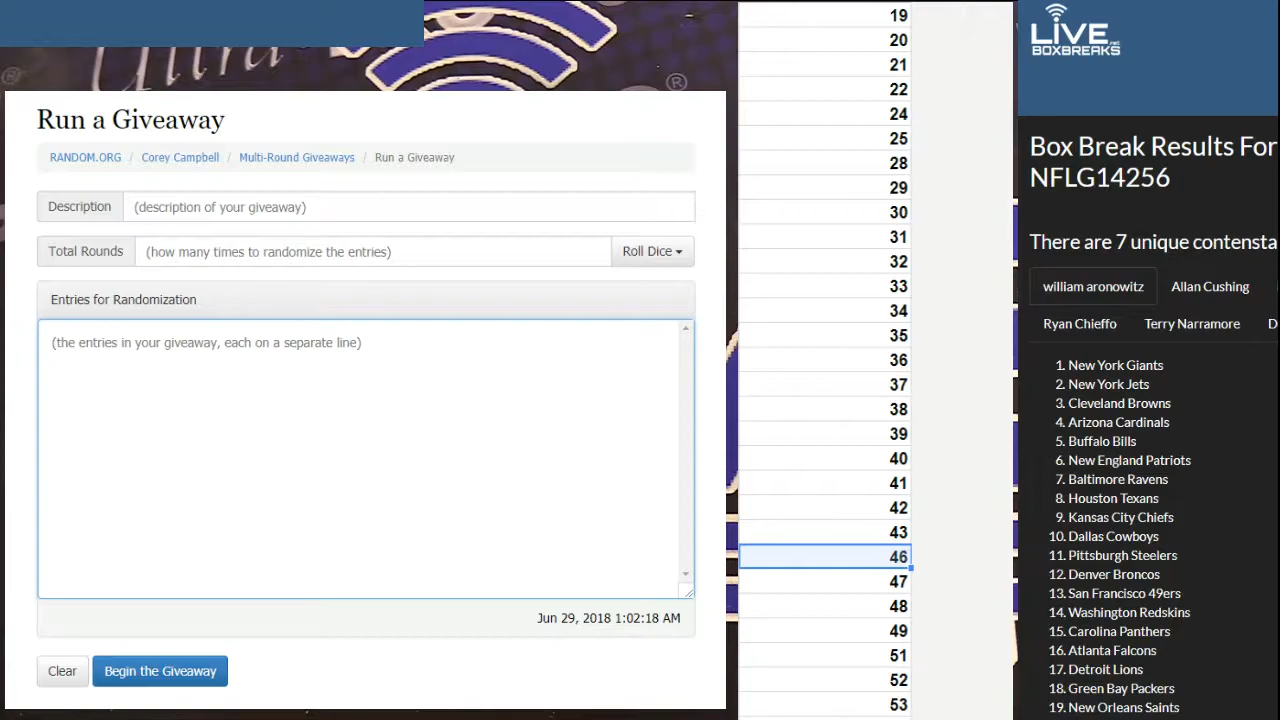 Ultra
®
®
Run a Giveaway
RANDOM.ORG / Corey Campbell / Multi-Round Giveaways / Run a Giveaway
Description (description of your giveaway)
Total Rounds (how many times to randomize the entries) Roll Dice
Entries for Randomization
(the entries in your giveaway, each on a separate line)
Jun 29, 2018 1:02:18 AM
Clear Begin the Giveaway
19
20
21
22
24
25
28
29
30
31
32
33
34
35
36
37
38
39
40
41
42
43
46
47
48
49
51
52
53
LIVE.net
BOXBREAKS
Box Break Results For
NFLG14256
There are 7 unique contensta
william aronowitz Allan Cushing
Ryan Chieffo Terry Narramore D
1. New York Giants
2. New York Jets
3. Cleveland Browns
4. Arizona Cardinals
5. Buffalo Bills
6. New England Patriots
7. Baltimore Ravens
8. Houston Texans
9. Kansas City Chiefs
10. Dallas Cowboys
11. Pittsburgh Steelers
12. Denver Broncos
13. San Francisco 49ers
14. Washington Redskins
15. Carolina Panthers
16. Atlanta Falcons
17. Detroit Lions
18. Green Bay Packers
19. New Orleans Saints